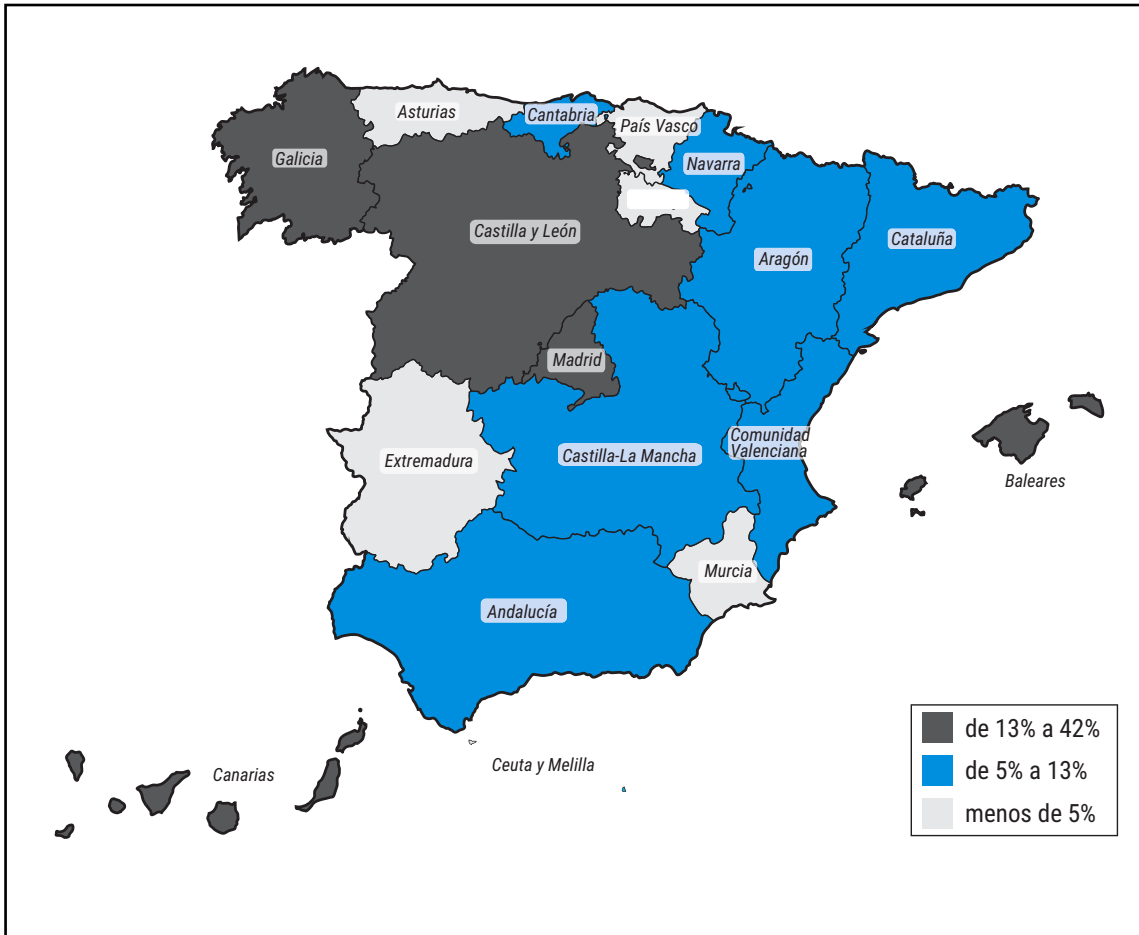 Asturias
Cantabria
País Vasco
Galicia
Navarra
Castilla y León
Cataluña
Aragón
Madrid
Comunidad
Valenciana
Castilla-La Mancha
Extremadura
Baleares
Murcia
Andalucía
Ceuta y Melilla
Canarias
de 13% a 42%
de 5% a 13%
menos de 5%